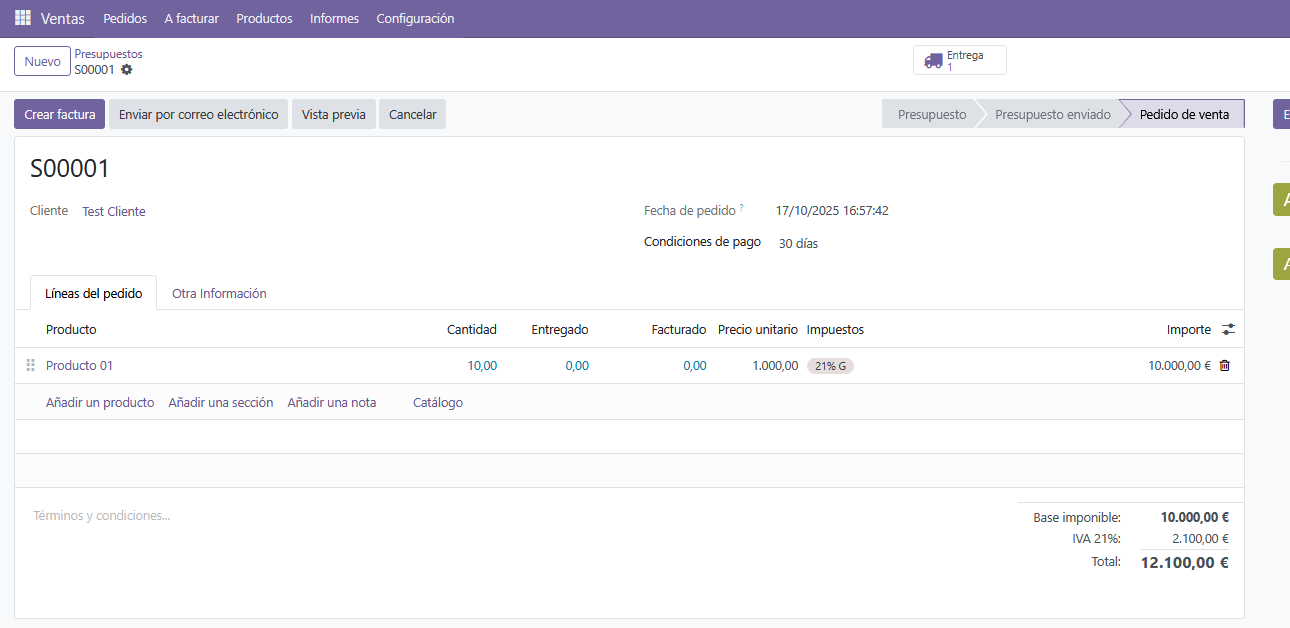 Ventas Pedidos A facturar Productos Informes Configuración
Nuevo
Presupuestos
S00001
Entrega
1
Crear factura Enviar por correo electrónico Vista previa Cancelar
Presupuesto Presupuesto enviado Pedido de venta
S00001
Cliente Test Cliente
Fecha de pedido ? 17/10/2025 16:57:42
Condiciones de pago 30 días
Líneas del pedido Otra Información
Producto Cantidad Entregado Facturado Precio unitario Impuestos Importe
Producto 01 10,00 0,00 0,00 1.000,00 21% G 10.000,00 €
Añadir un producto Añadir una sección Añadir una nota Catálogo
Términos y condiciones...
Base imponible: 10.000,00 €
IVA 21%: 2.100,00 €
Total: 12.100,00 €